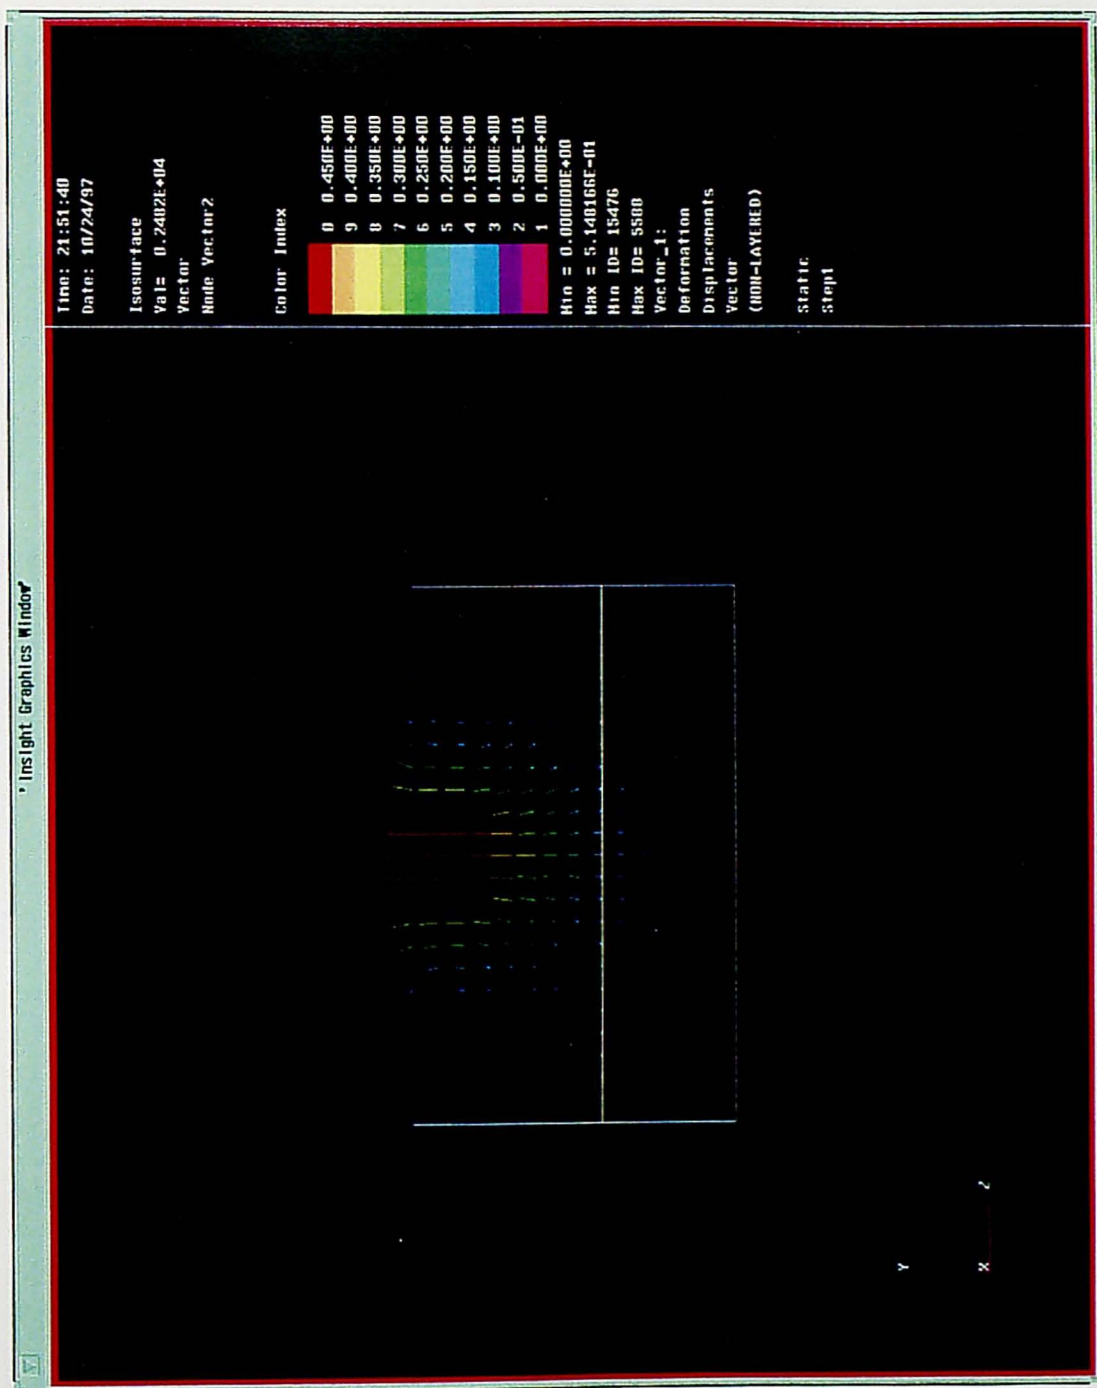 Insight Graphics Window
Time: 21:51:40
Date: 10/24/97
Isosurface
Val= 0.2482E+04
Vector
Node Vector2
Color Index
0 0.450E+00
9 0.400E+00
8 0.350E+00
7 0.300E+00
6 0.250E+00
5 0.200E+00
4 0.150E+00
3 0.100E+00
2 0.500E-01
1 0.000E+00
Min = 0.000000E+00
Max = 5.140166E-01
Min ID= 15476
Max ID= 5580
Vector_1:
Deformation
Displacements
Vector
(NON-LAYERED)
Static
Step1
Y
X Z